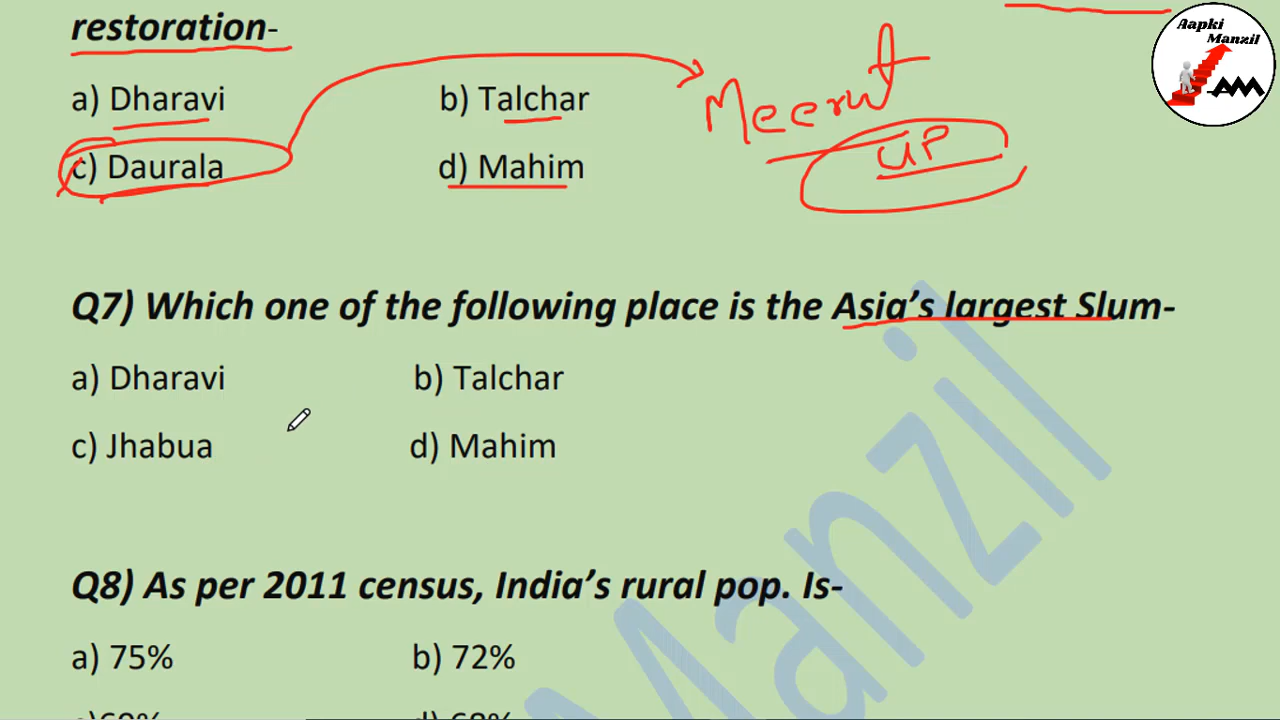 restoration-
a) Dharavi b) Talchar
Meerut
UP
c) Daurala d) Mahim
Aapki
Manzil
AM
Q7) Which one of the following place is the Asia's largest Slum-
a) Dharavi b) Talchar
c) Jhabua d) Mahim
Q8) As per 2011 census, India's rural pop. Is-
a) 75% b) 72%
Manzil